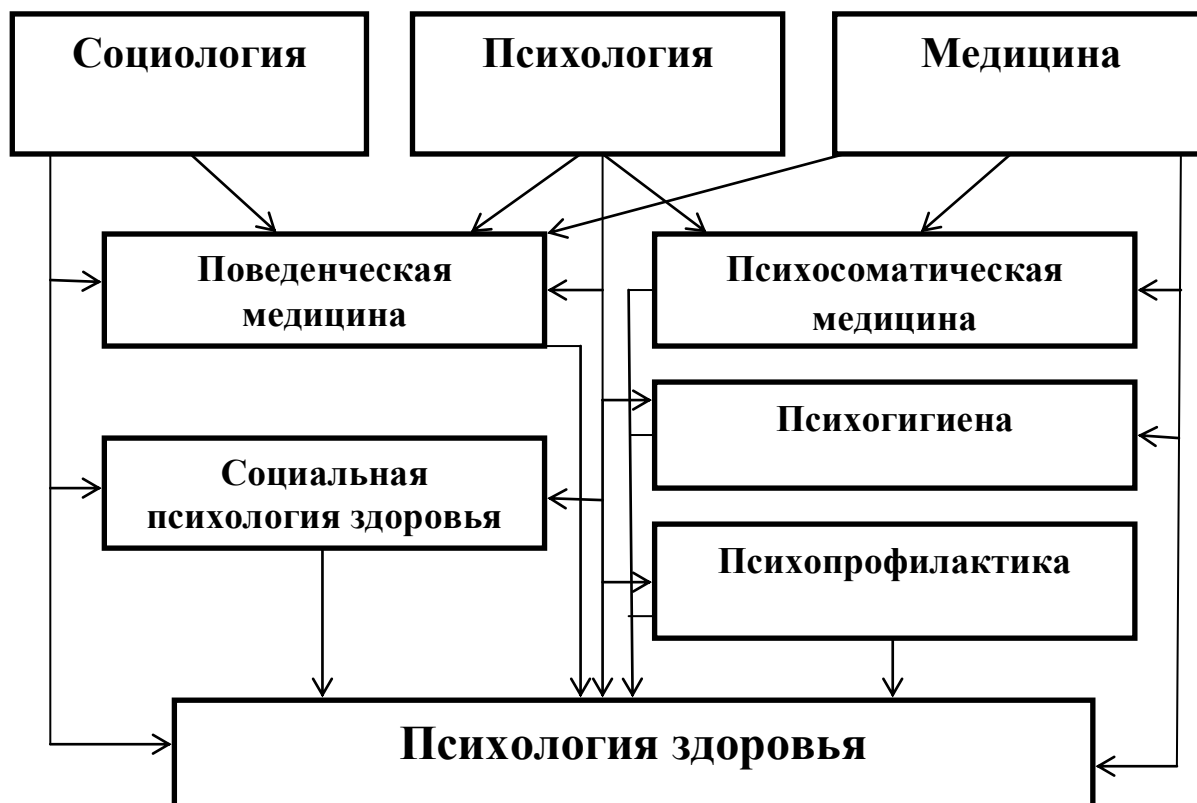 Социология
Психология
Медицина
Поведенческая
медицина
Психосоматическая
медицина
Психогигиена
Социальная
психология здоровья
Психопрофилактика
Психология здоровья